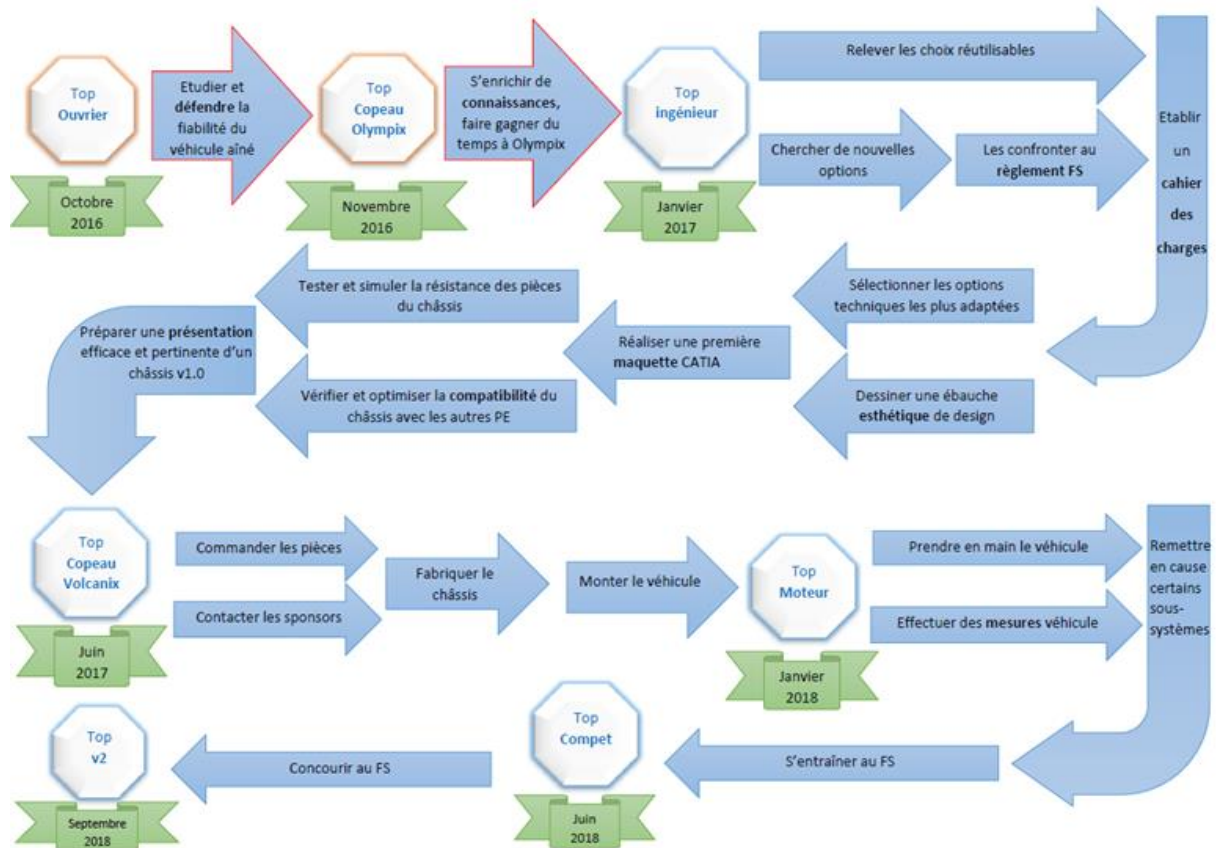 Top
Ouvrier
Octobre
2016
Etudier et
défendre la
fiabilité du
véhicule aîné
Top
Copeau
Olympix
Novembre
2016
S'enrichir de
connaissances,
faire gagner du
temps à Olympix
Top
ingénieur
Janvier
2017
Relever les choix réutilisables
Chercher de nouvelles
options
Les confronter au
règlement FS
Etablir
un
cahier
des
charges
Sélectionner les options
techniques les plus adaptées
Dessiner une ébauche
esthétique de design
Réaliser une première
maquette CATIA
Tester et simuler la résistance des pièces
du châssis
Vérifier et optimiser la compatibilité du
châssis avec les autres PE
Préparer une présentation
efficace et pertinente d'un
châssis v1.0
Top
Copeau
Volcanix
Juin
2017
Commander les pièces
Contacter les sponsors
Fabriquer le
châssis
Monter le véhicule
Top
Moteur
Janvier
2018
Prendre en main le véhicule
Effectuer des mesures véhicule
Remettre
en cause
certains
sous-
systèmes
S'entraîner au FS
Top
Compet
Juin
2018
Concourir au FS
Top
v2
Septembre
2018